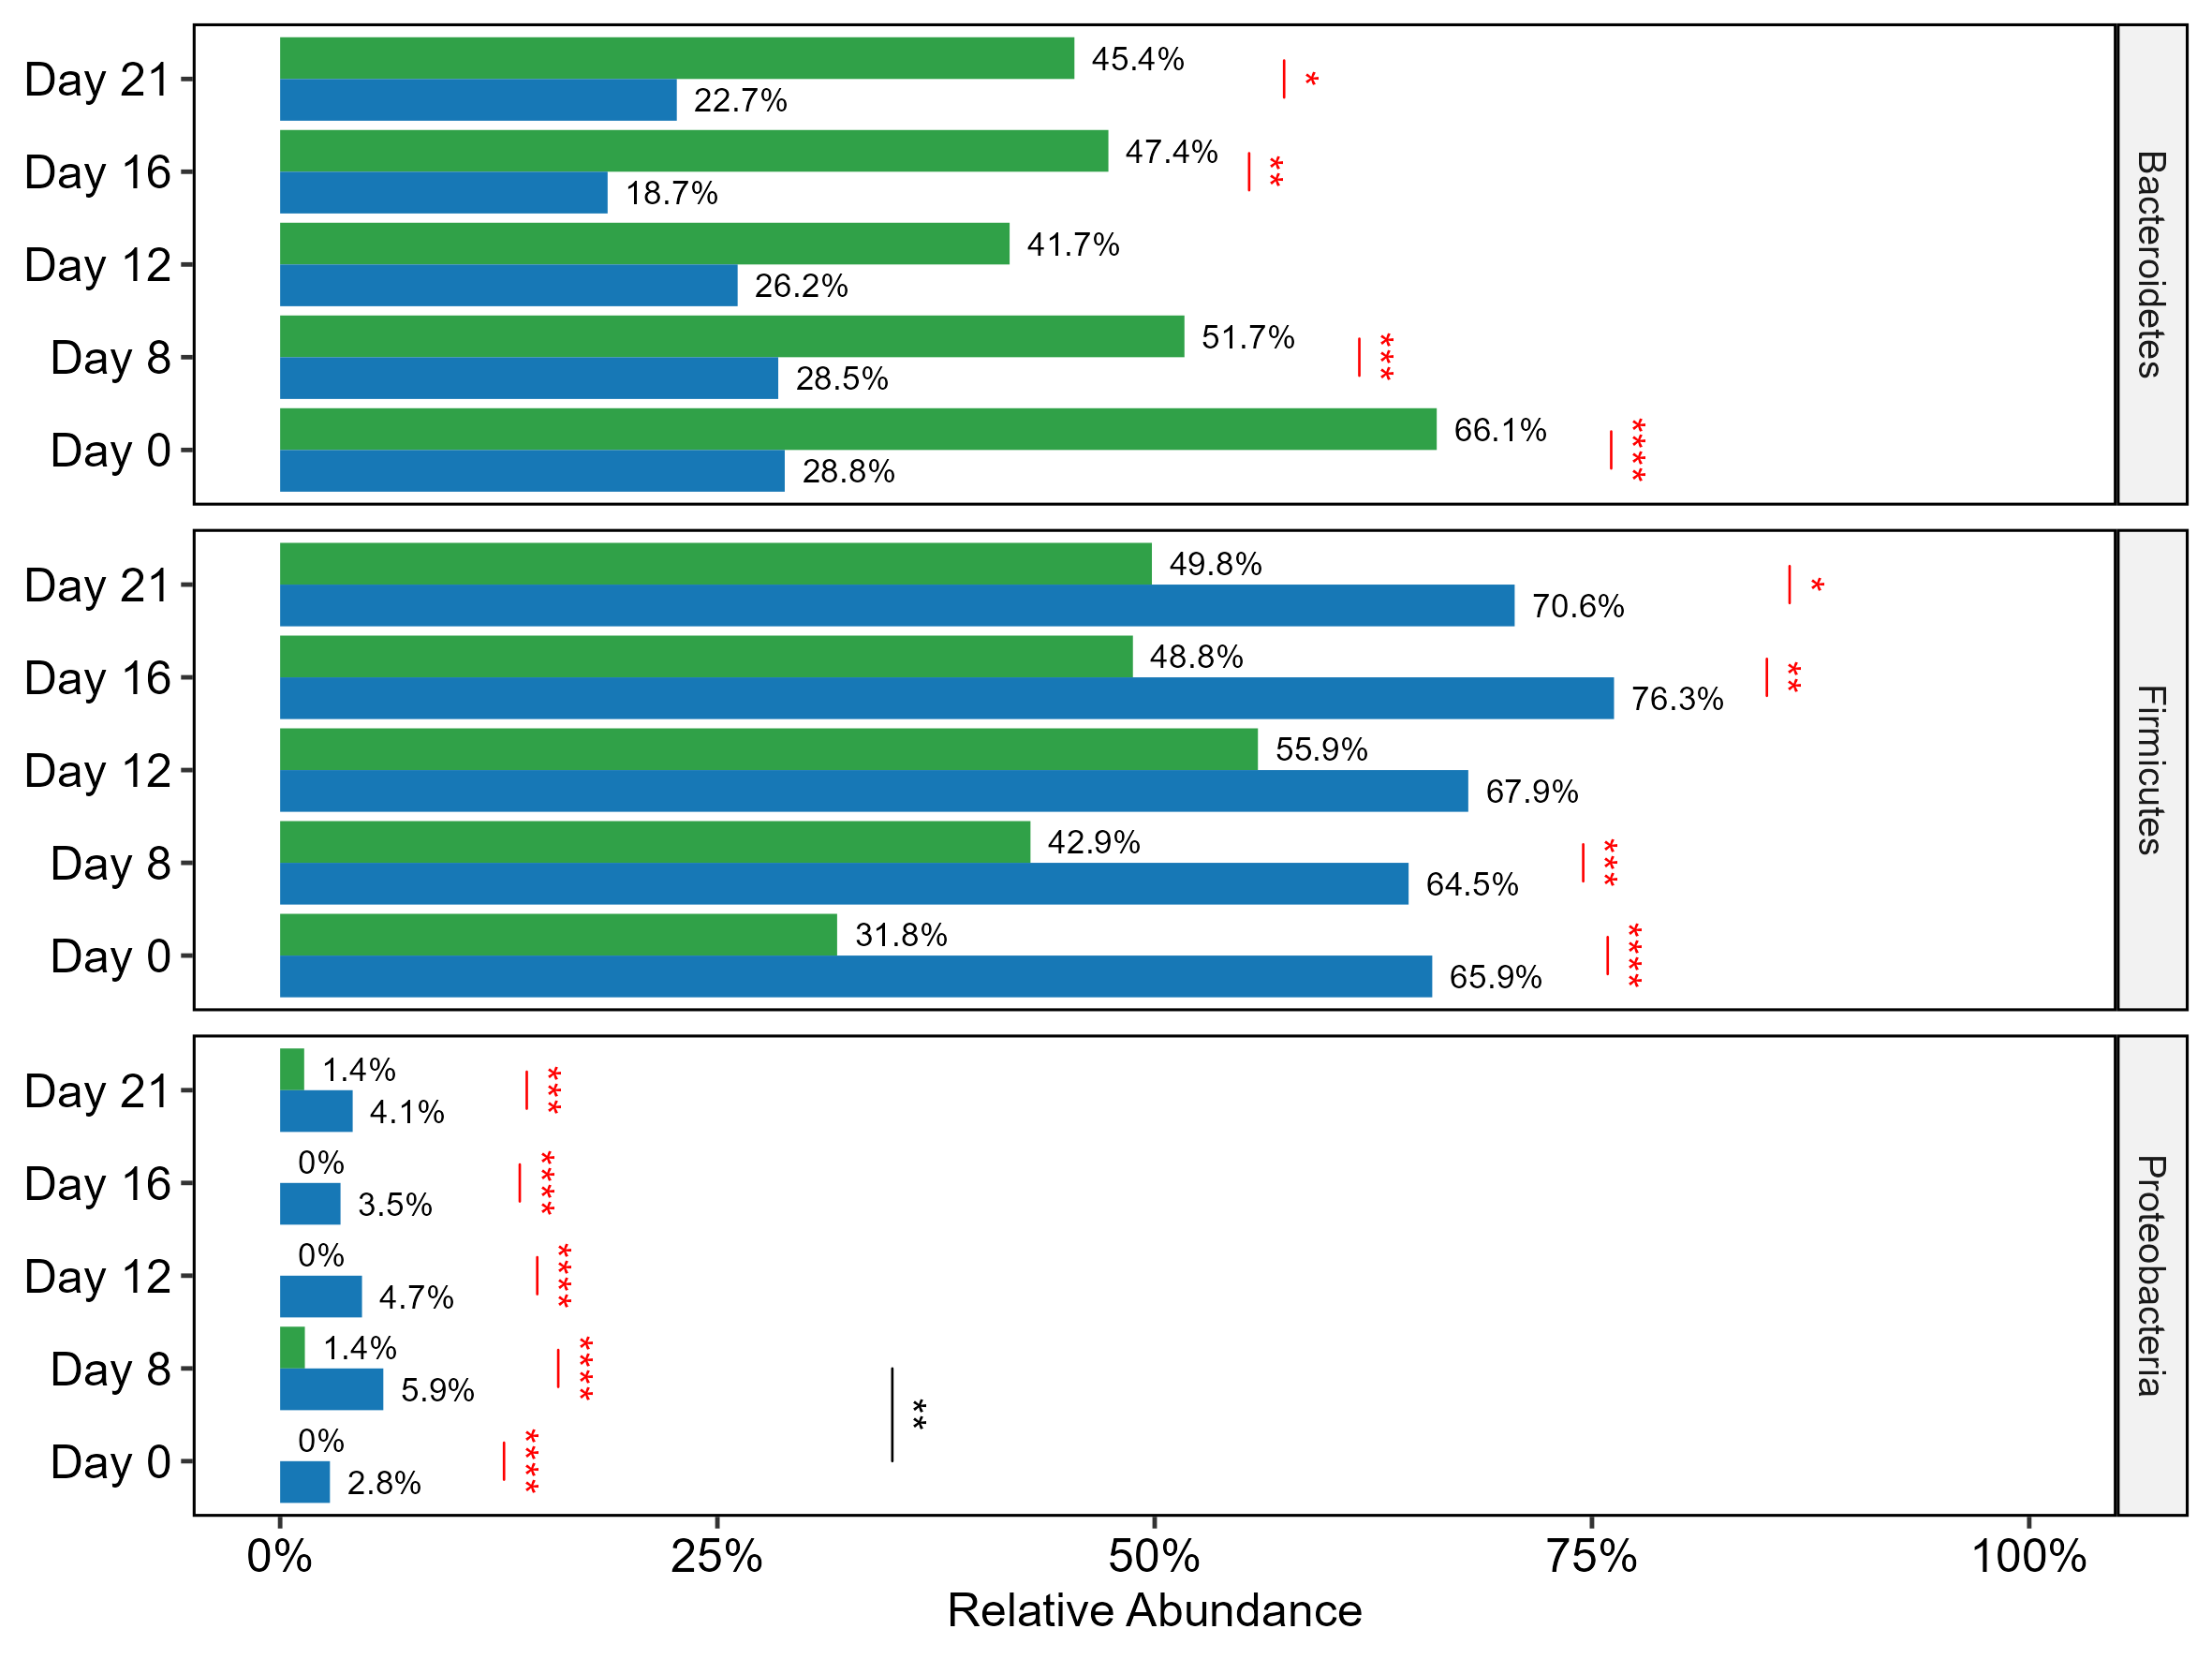 Day 21
45.4%
*
22.7%
Day 16
47.4%
**
18.7%
Day 12
41.7%
26.2%
Day 8
51.7%
***
28.5%
Day 0
66.1%
****
28.8%
Bacteroidetes
Day 21
49.8%
*
70.6%
Day 16
48.8%
**
76.3%
Day 12
55.9%
67.9%
Day 8
42.9%
***
64.5%
Day 0
31.8%
****
65.9%
Firmicutes
Day 21
1.4%
***
4.1%
Day 16
0%
****
3.5%
Day 12
0%
****
4.7%
Day 8
1.4%
****
5.9%
**
Day 0
0%
****
2.8%
Proteobacteria
0% 25% 50% 75% 100%
Relative Abundance